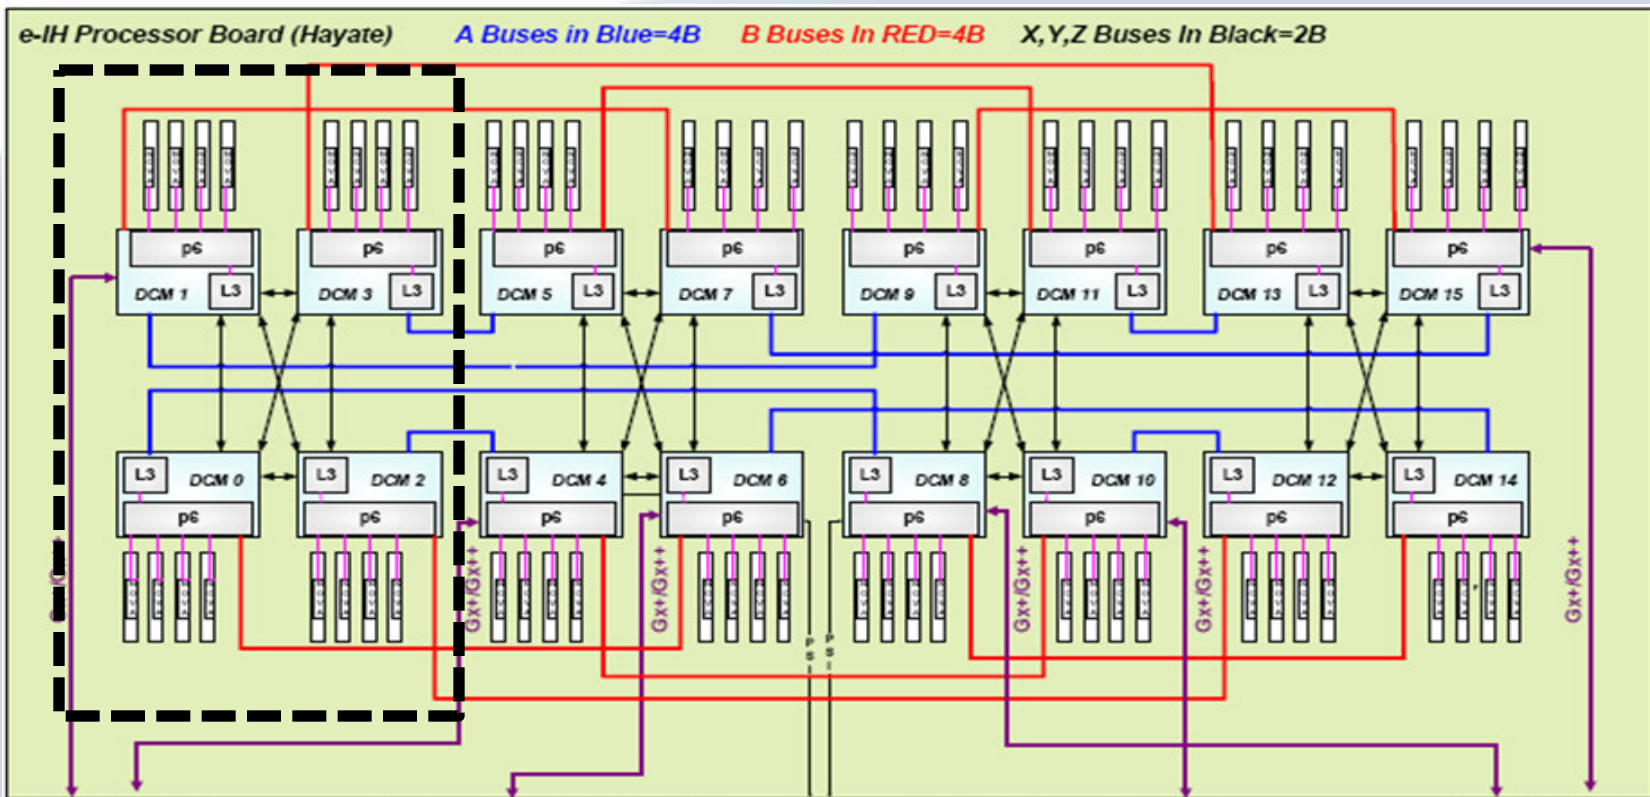 e-IH Processor Board (Hayate) A Buses in Blue=4B B Buses In RED=4B X,Y,Z Buses In Black=2B
p6 p6 p6 p6 p6 p6 p6 p6
DCM 1 L3 DCM 3 L3 DCM 5 L3 DCM 7 L3 DCM 9 L3 DCM 11 L3 DCM 13 L3 DCM 15 L3
L3 DCM 0 L3 DCM 2 L3 DCM 4 L3 DCM 6 L3 DCM 8 L3 DCM 10 L3 DCM 12 L3 DCM 14
p6 p6 p6 p6 p6 p6 p6 p6
Gx+/Gx++ Gx+/Gx++ Gx+/Gx++ Gx+/Gx++ Gx+/Gx++
PSI PSI